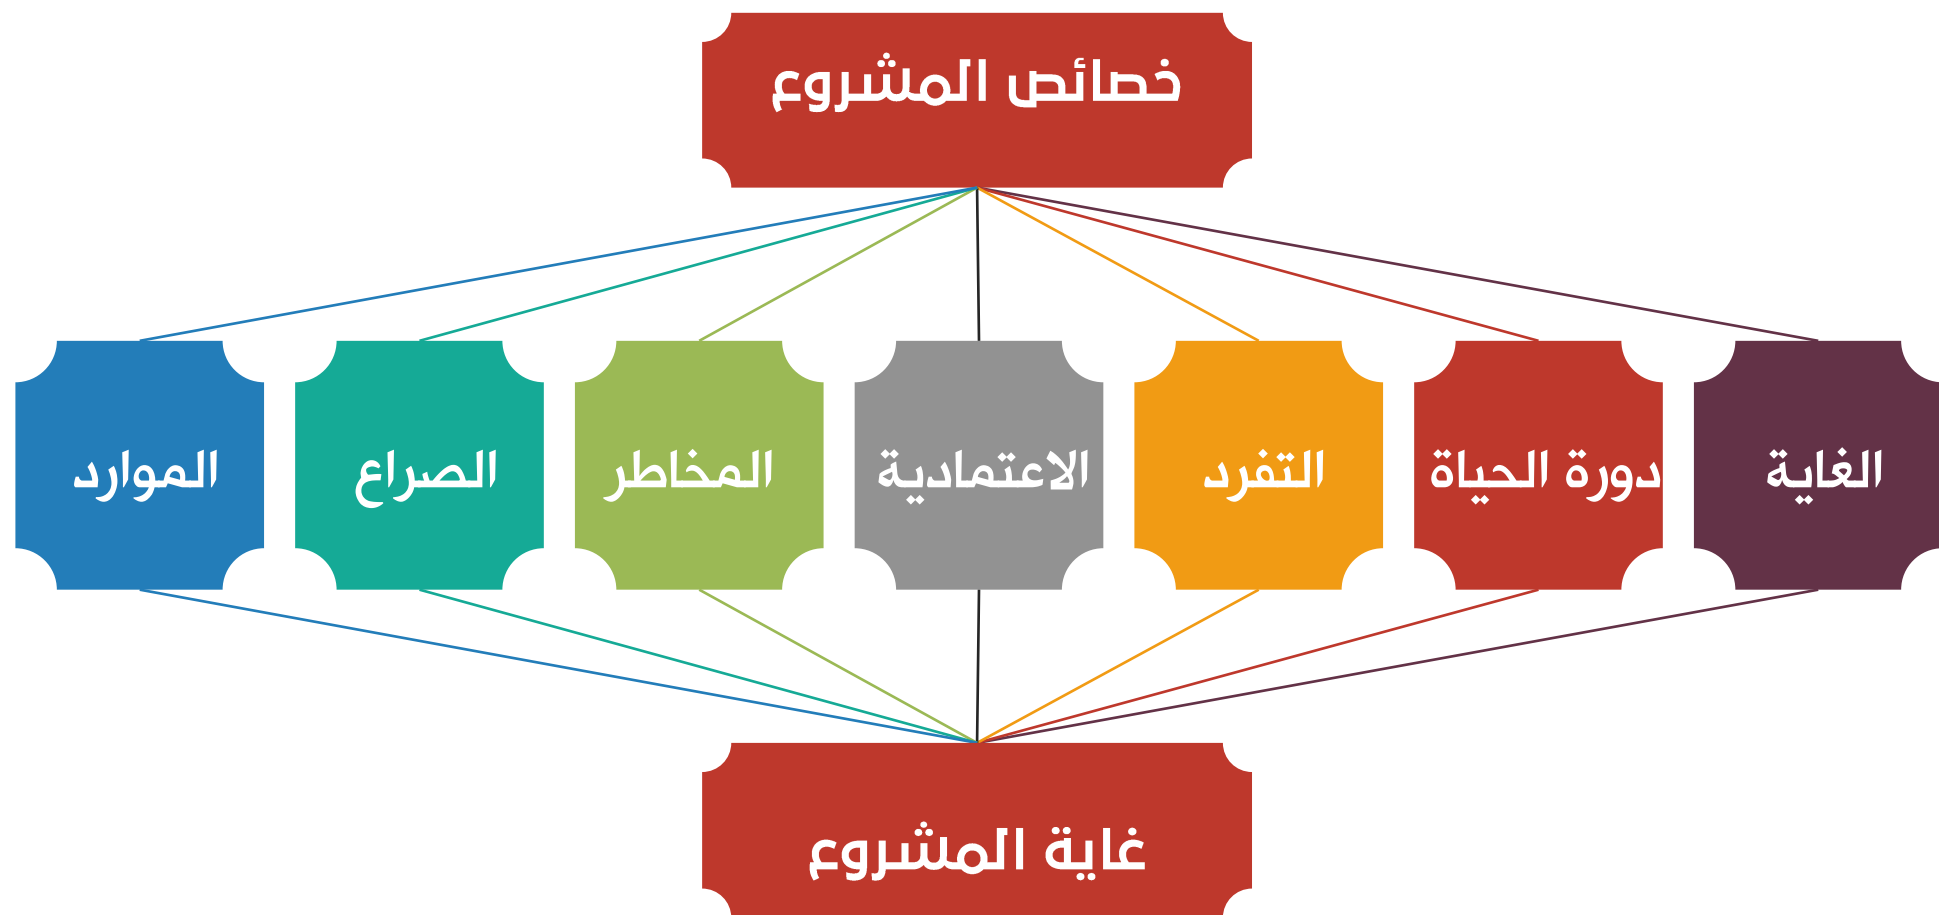 خصائص المشروع
الغاية
دورة الحياة
التفرد
الاعتمادية
المخاطر
الصراع
الموارد
غاية المشروع